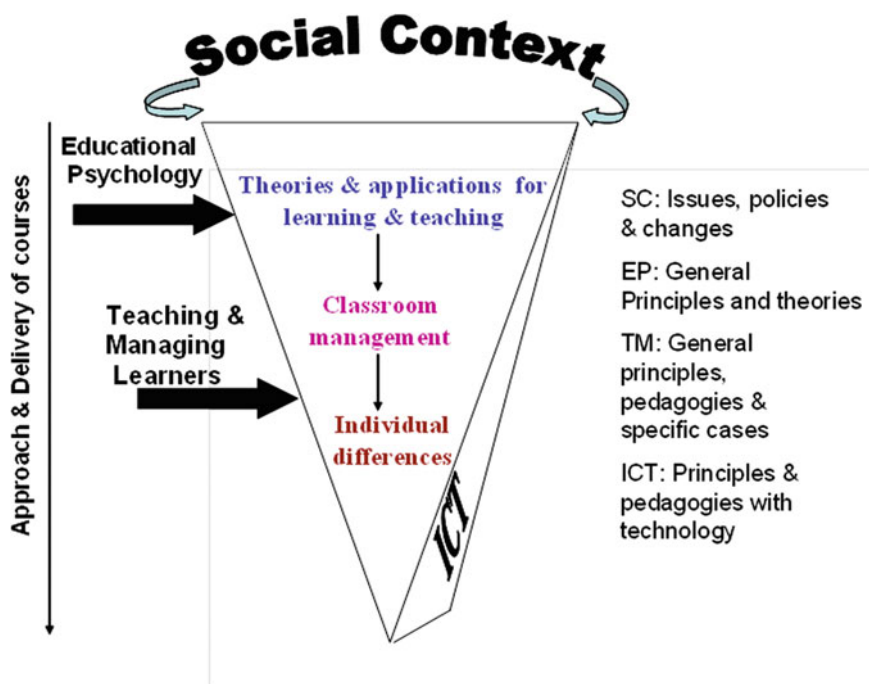 Social Context
Approach & Delivery of courses
Educational
Psychology
Theories & applications for
learning & teaching
Teaching &
Managing
Learners
Classroom
management
Individual
differences
ICT
SC: Issues, policies
& changes
EP: General
Principles and theories
TM: General
principles,
pedagogies &
specific cases
ICT: Principles &
pedagogies with
technology